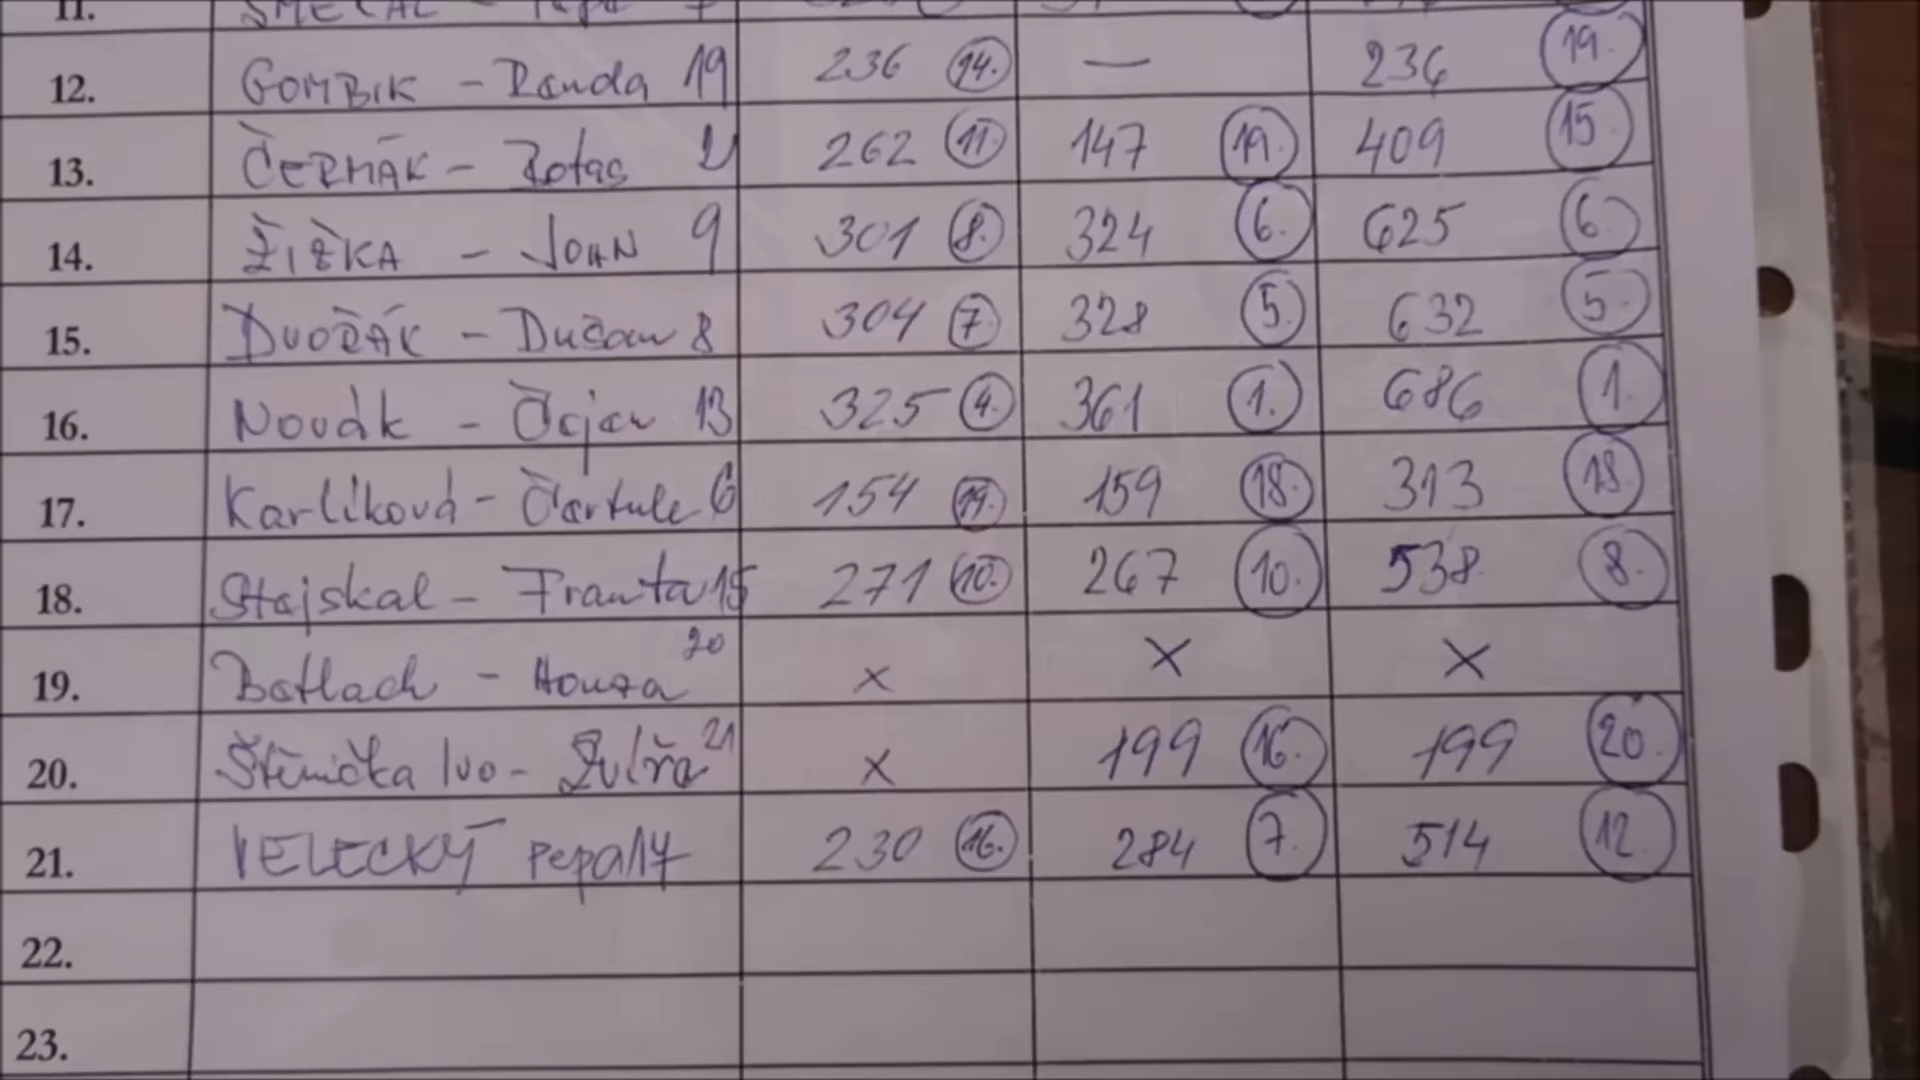 11. SMEČAL - Pepa 7
12. GOMBIK - Randa 19 236 14. — 236 19.
13. ČERMÁK - Rotas 2 262 11. 147 19. 409 15.
14. ŽIŽKA - JOHN 9 301 8. 324 6. 625 6.
15. DVOŘÁK - Dušan 8 304 7. 328 5. 632 5.
16. Novák - 13 325 4. 361 1. 686 1.
17. Karlíková - 6 154 19. 159 18. 313 18.
18. Stejskal - Franta 15 271 10. 267 10. 538 8.
19. Batlach - Honza 20 x x x
20. Štěnička Ivo - 21 x 199 16. 199 20.
21. VELECKÝ Pepa 17 230 16. 284 7. 514 12.
22.
23.